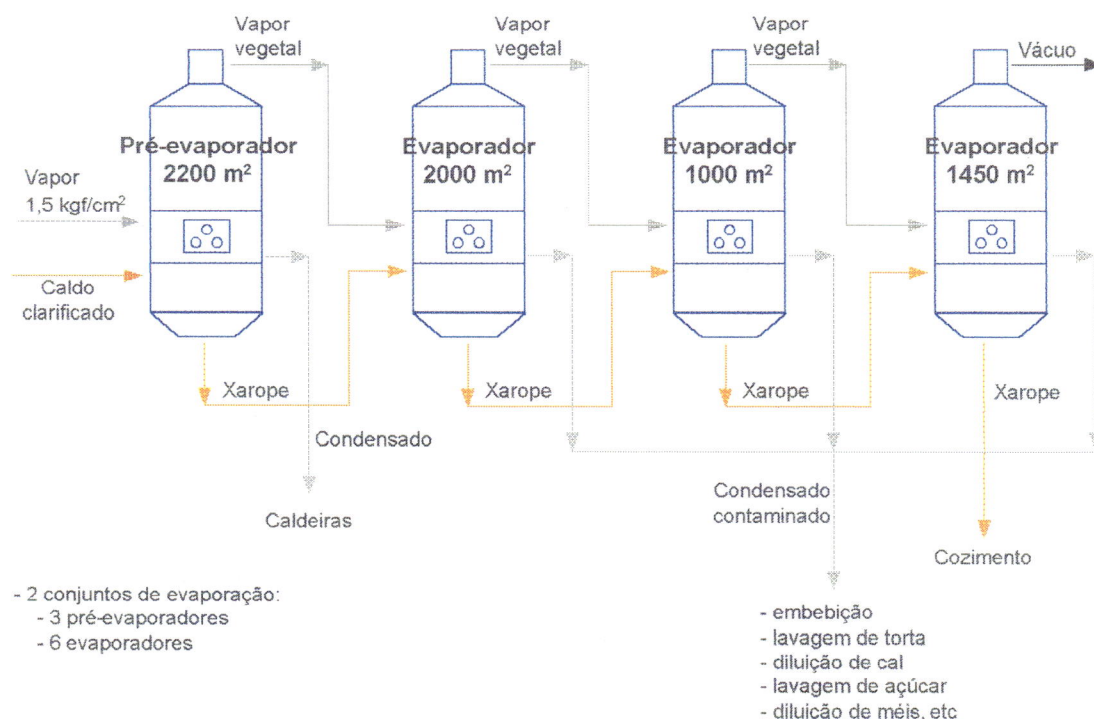 Vapor
vegetal
Vapor
vegetal
Vapor
vegetal
Vácuo
Pré-evaporador
2200 m²
Evaporador
2000 m²
Evaporador
1000 m²
Evaporador
1450 m²
Vapor
1,5 kgf/cm²
Caldo
clarificado
Xarope
Xarope
Xarope
Xarope
Condensado
Caldeiras
Condensado
contaminado
Cozimento
- 2 conjuntos de evaporação:
- 3 pré-evaporadores
- 6 evaporadores
- embebição
- lavagem de torta
- diluição de cal
- lavagem de açúcar
- diluição de méis, etc